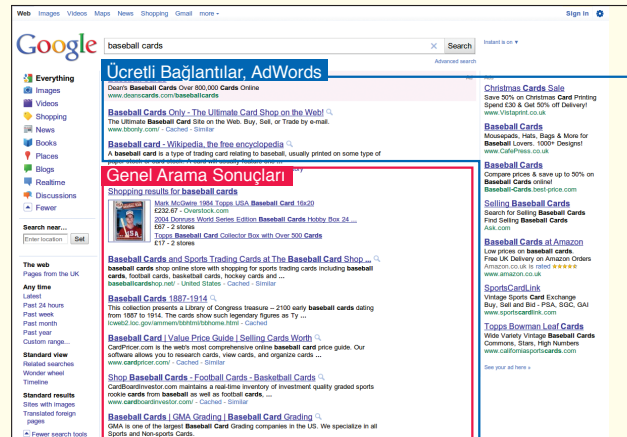 Web Images Videos Maps News Shopping Gmail more
Sign in
Google
baseball cards
Search
Instant is on
Advanced search
Everything
Images
Videos
Shopping
News
Books
Places
Blogs
Realtime
Discussions
Fewer
Search near...
Enter location Set
The web
Pages from the UK
Any time
Latest
Past 24 hours
Past week
Past month
Past year
Custom range...
Standard view
Related searches
Wonder wheel
Timeline
Standard results
Sites with images
Translated foreign
pages
Fewer search tools
Ücretli Bağlantılar, AdWords
Dean's Baseball Cards Over 800,000 Cards Online
www.deanscards.com/baseballcards
Baseball Cards Only - The Ultimate Card Shop on the Web!
The Ultimate Baseball Card Site on the Web. Buy, Sell, or Trade by e-mail.
www.bbonly.com/ - Cached - Similar
Baseball card - Wikipedia, the free encyclopedia
A baseball card is a type of trading card relating to baseball, usually printed on some type of
Genel Arama Sonuçları
Shopping results for baseball cards
Mark McGwire 1984 Topps USA Baseball Card 16x20
£232.67 - Overstock.com
2004 Donruss World Series Edition Baseball Cards Hobby Box 24 ...
£67 - 2 stores
Topps Baseball Card Collector Box with Over 500 Cards
£17 - 2 stores
Baseball Cards and Sports Trading Cards at The Baseball Card Shop ...
baseball cards shop online store with shopping for sports trading cards including baseball
cards, football cards, basketball cards, hockey cards and ...
baseballcardshop.net/ - United States - Cached - Similar
Baseball Cards 1887-1914
This collection presents a Library of Congress treasure -- 2100 early baseball cards dating
from 1887 to 1914. The cards show such legendary figures as Ty ...
lcweb2.loc.gov/ammem/bbhtml/bbhome.html - Cached
Baseball Card | Value Price Guide | Selling Cards Worth
CardPricer.com is the web's most comprehensive online baseball card price guide. Our
software allows you to research cards, view cards, and organize cards ...
www.cardpricer.com/ - Cached - Similar
Shop Baseball Cards - Football Cards - Basketball Cards
CardBoardInvestor.com maintains a real-time inventory of investment quality graded sports
rookie cards from baseball as well as football cards, ...
www.cardboardinvestor.com/ - Cached - Similar
Baseball Cards | GMA Grading | Baseball Card Grading
GMA is one of the largest Baseball Card Grading companies in the US. We specialize in all
Sports and Non-sports Cards.
Christmas Cards Sale
Save 50% on Christmas Card Printing
Spend £30 & Get 50% off Delivery!
www.Vistaprint.co.uk
Baseball Cards
Mousepads, Hats, Bags & More for
Baseball Lovers. 1000+ Designs!
www.CafePress.co.uk
Baseball Cards
Compare prices & save up to 50% on
Baseball Cards online!
Baseball-Cards.best-price.com
Selling Baseball Cards
Search for Selling Baseball Cards
Find Selling Baseball Cards
Ask.com
Baseball Cards at Amazon
Low prices on baseball cards.
Free UK Delivery on Amazon Orders
Amazon.co.uk is rated
www.amazon.co.uk
SportsCardLink
Vintage Sports Card Exchange
Buy, Sell and Bid - PSA, SGC, GAI
www.sportscardlink.com
Topps Bowman Leaf Cards
Wide Variety Vintage Baseball Cards
Commons, Stars, High Numbers
www.californiasportscards.com
See your ad here »